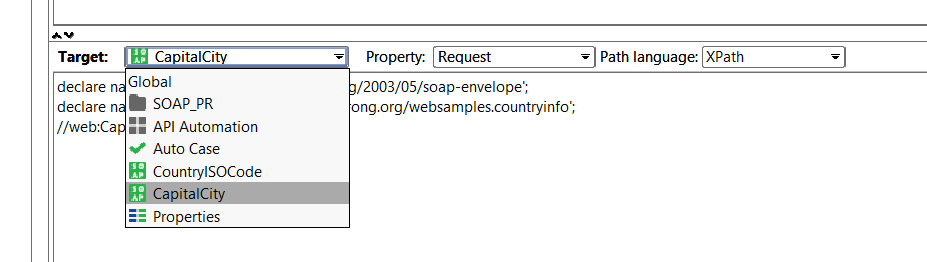 Target: CapitalCity Property: Request Path language: XPath
Global
declare na g/2003/05/soap-envelope';
SOAP_PR
declare na rong.org/websamples.countryinfo';
API Automation
//web:Cap
Auto Case
CountryISOCode
CapitalCity
Properties